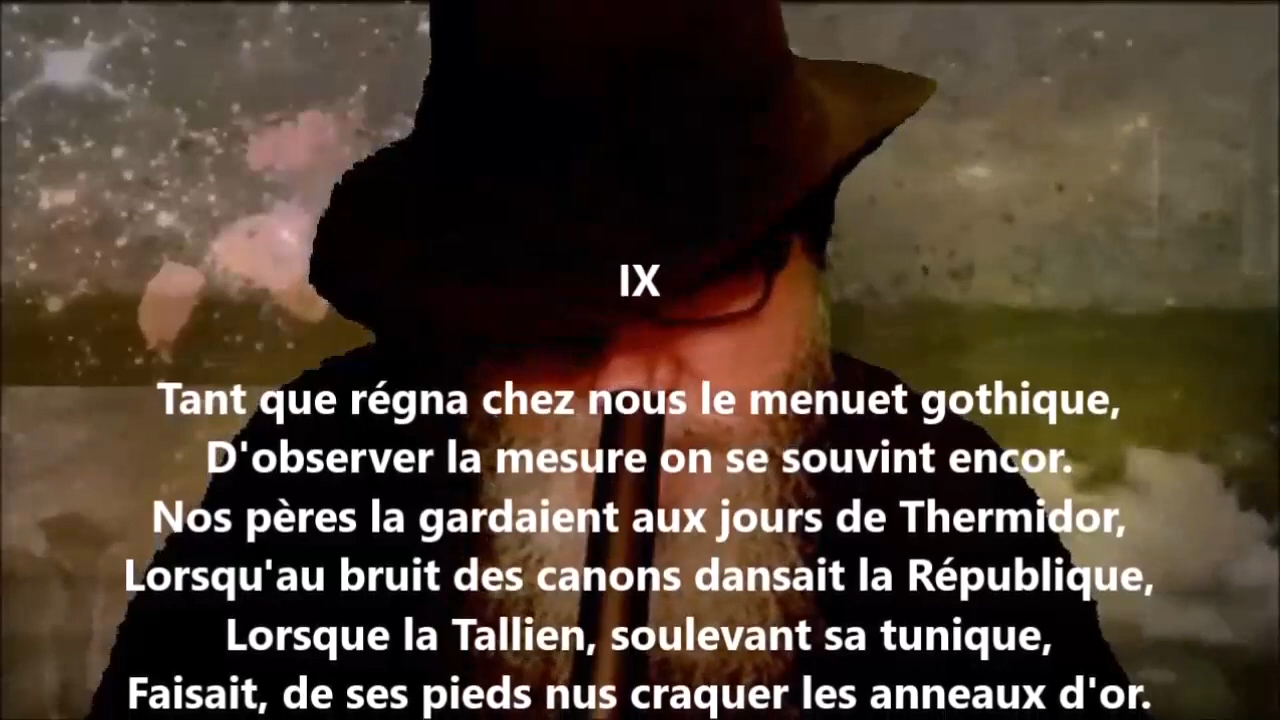 IX
Tant que régna chez nous le menuet gothique,
D'observer la mesure on se souvint encor.
Nos pères la gardaient aux jours de Thermidor,
Lorsqu'au bruit des canons dansait la République,
Lorsque la Tallien, soulevant sa tunique,
Faisait, de ses pieds nus craquer les anneaux d'or.